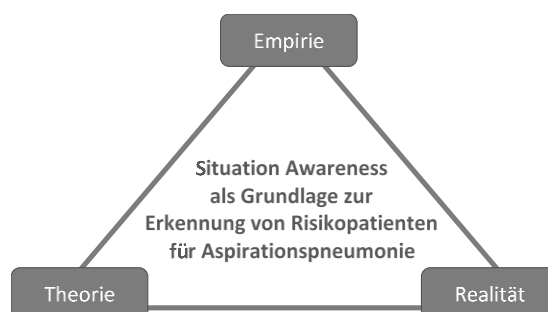 Empirie
Situation Awareness
als Grundlage zur
Erkennung von Risikopatienten
für Aspirationspneumonie
Theorie
Realität